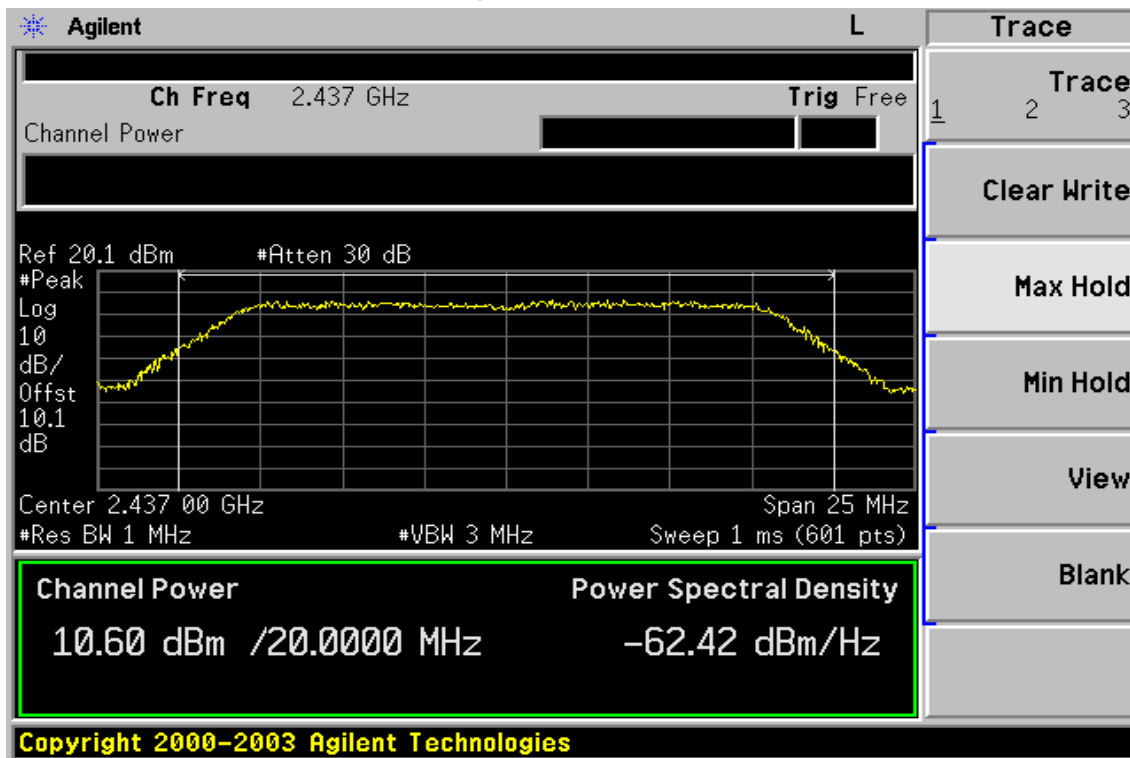 Agilent L
Ch Freq 2.437 GHz Trig Free
Channel Power
Ref 20.1 dBm #Atten 30 dB
#Peak
Log
10
dB/
Offst
10.1
dB
Center 2.437 00 GHz Span 25 MHz
#Res BW 1 MHz #VBW 3 MHz Sweep 1 ms (601 pts)
Channel Power Power Spectral Density
10.60 dBm /20.0000 MHz -62.42 dBm/Hz
Copyright 2000-2003 Agilent Technologies
Trace
Trace
1 2 3
Clear Write
Max Hold
Min Hold
View
Blank